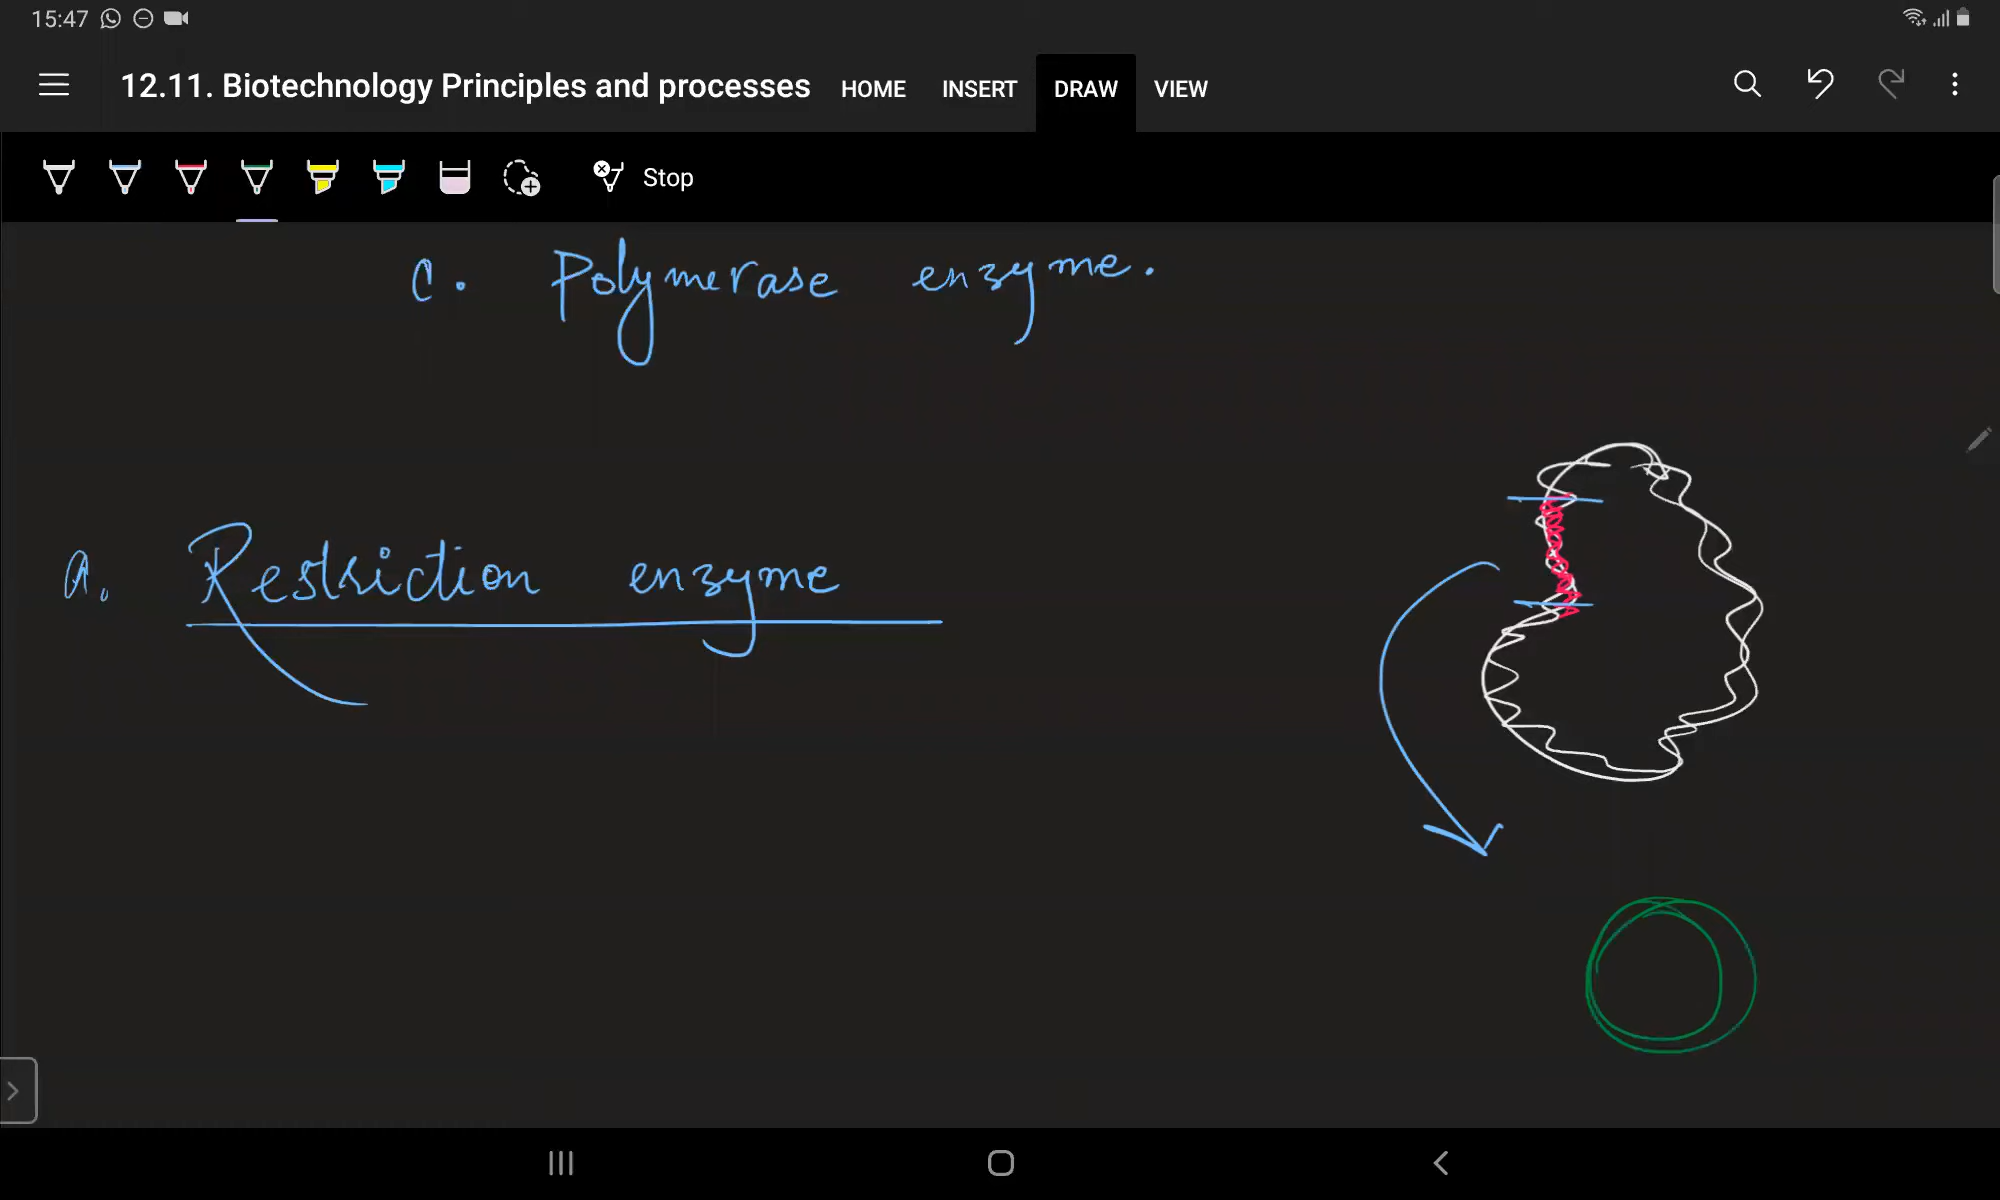 15:47
12.11. Biotechnology Principles and processes HOME INSERT DRAW VIEW
Stop
C. Polymerase enzyme.
a. Restriction enzyme